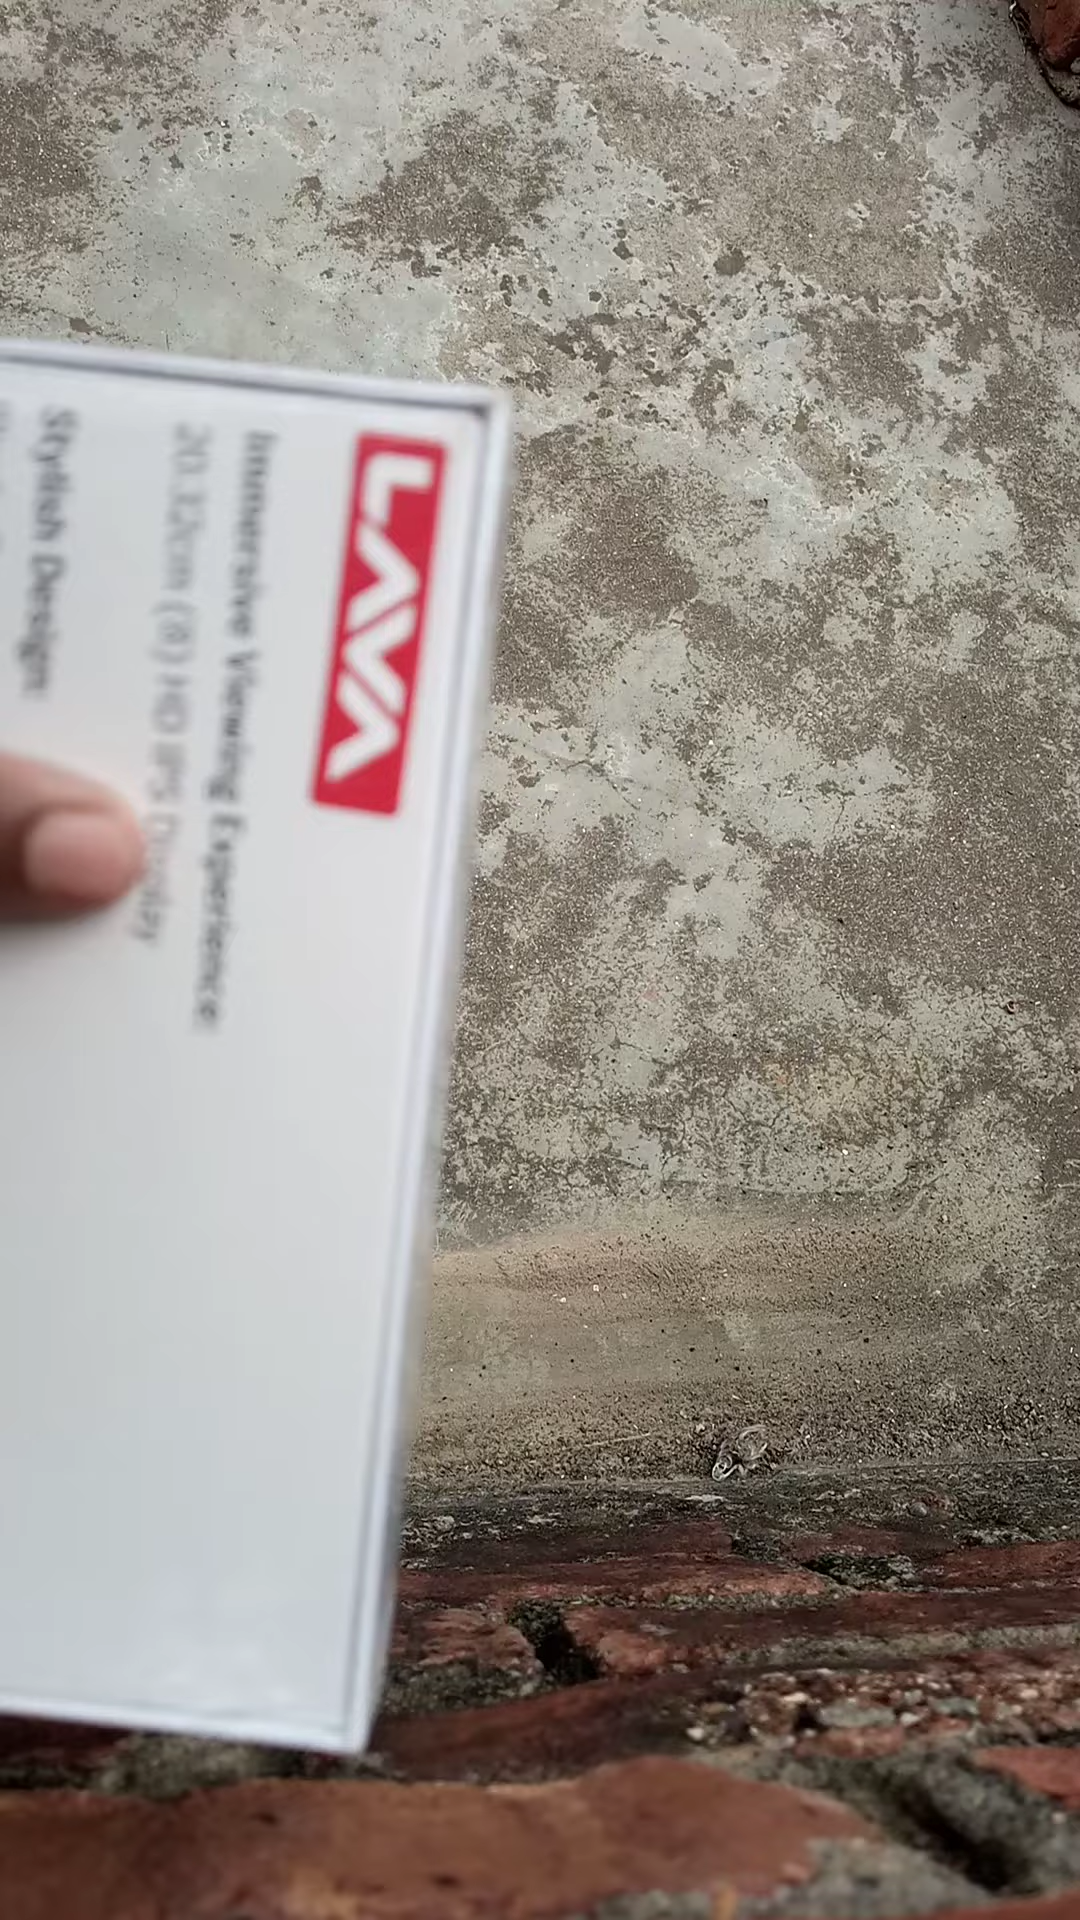 LAVA
Immersive Viewing Experience:
20.32cm (8") HD IPS Display
Stylish Design: